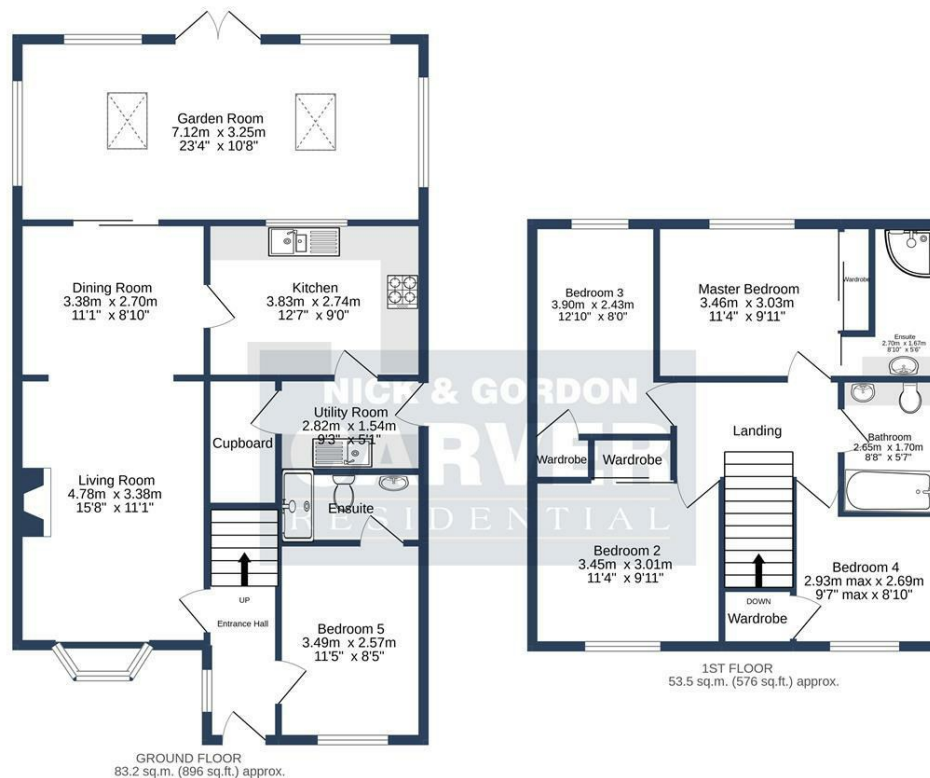 Garden Room
7.12m x 3.25m
23'4" x 10'8"
Dining Room
3.38m x 2.70m
11'1" x 8'10"
Kitchen
3.83m x 2.74m
12'7" x 9'0"
Utility Room
2.82m x 1.54m
9'3" x 5'1"
Cupboard
Living Room
4.78m x 3.38m
15'8" x 11'1"
Ensuite
UP
Entrance Hall
Bedroom 5
3.49m x 2.57m
11'5" x 8'5"
GROUND FLOOR
83.2 sq.m. (896 sq.ft.) approx.
Bedroom 3
3.90m x 2.43m
12'10" x 8'0"
Master Bedroom
3.46m x 3.03m
11'4" x 9'11"
Wardrobe
Ensuite
2.70m x 1.67m
8'10" x 5'6"
Landing
Bathroom
2.65m x 1.70m
8'8" x 5'7"
Wardrobe
Wardrobe
Bedroom 2
3.45m x 3.01m
11'4" x 9'11"
Bedroom 4
2.93m max x 2.69m
9'7" max x 8'10"
DOWN
Wardrobe
1ST FLOOR
53.5 sq.m. (576 sq.ft.) approx.
NICK & GORDON
CARVER
RESIDENTIAL